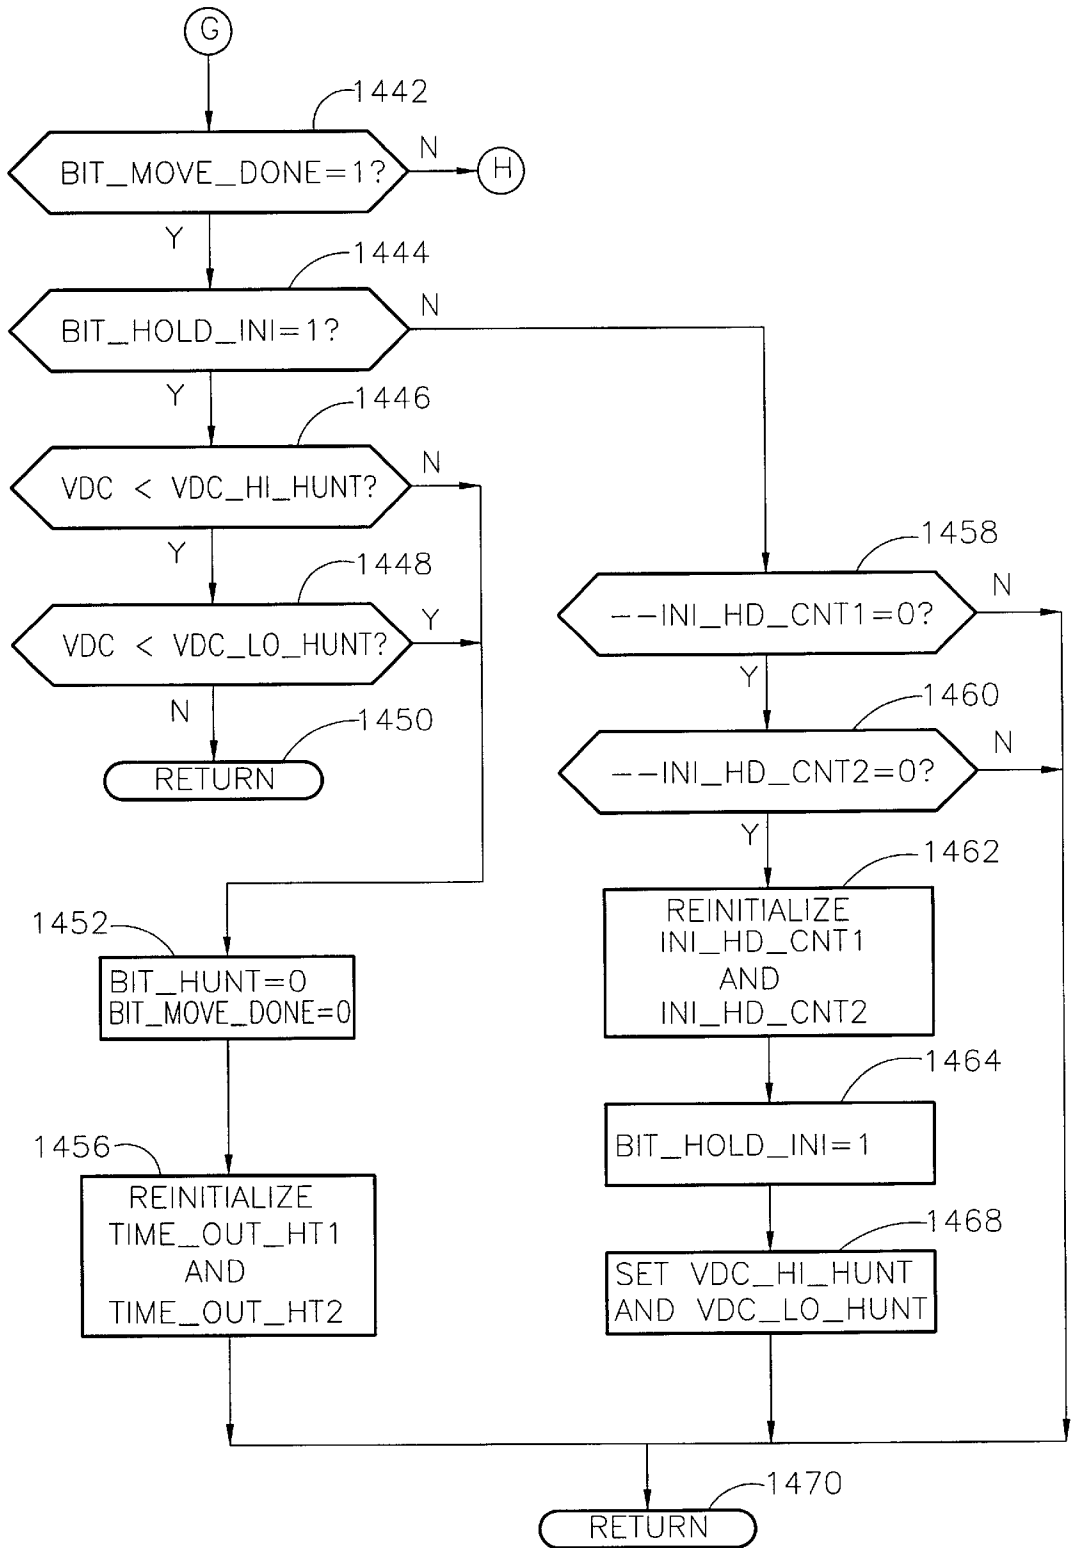 G
1442
BIT_MOVE_DONE=1?
N
H
Y
1444
BIT_HOLD_INI=1?
N
Y
1446
VDC < VDC_HI_HUNT?
N
Y
1448
VDC < VDC_LO_HUNT?
Y
N
1450
RETURN
1458
--INI_HD_CNT1=0?
N
Y
1460
--INI_HD_CNT2=0?
N
Y
1462
REINITIALIZE
INI_HD_CNT1
AND
INI_HD_CNT2
1452
BIT_HUNT=0
BIT_MOVE_DONE=0
1464
BIT_HOLD_INI=1
1456
REINITIALIZE
TIME_OUT_HT1
AND
TIME_OUT_HT2
1468
SET VDC_HI_HUNT
AND VDC_LO_HUNT
1470
RETURN